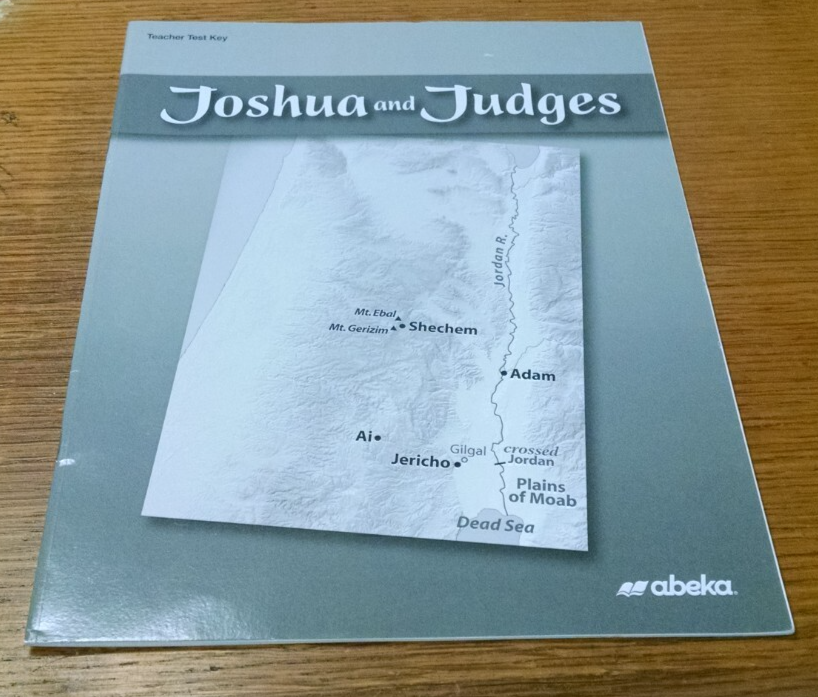 Teacher Test Key
Joshua and Judges
Jordan R.
Mt. Ebal
Mt. Gerizim
Shechem
Adam
Ai
Gilgal
crossed
Jordan
Jericho
Plains
of Moab
Dead Sea
abeka